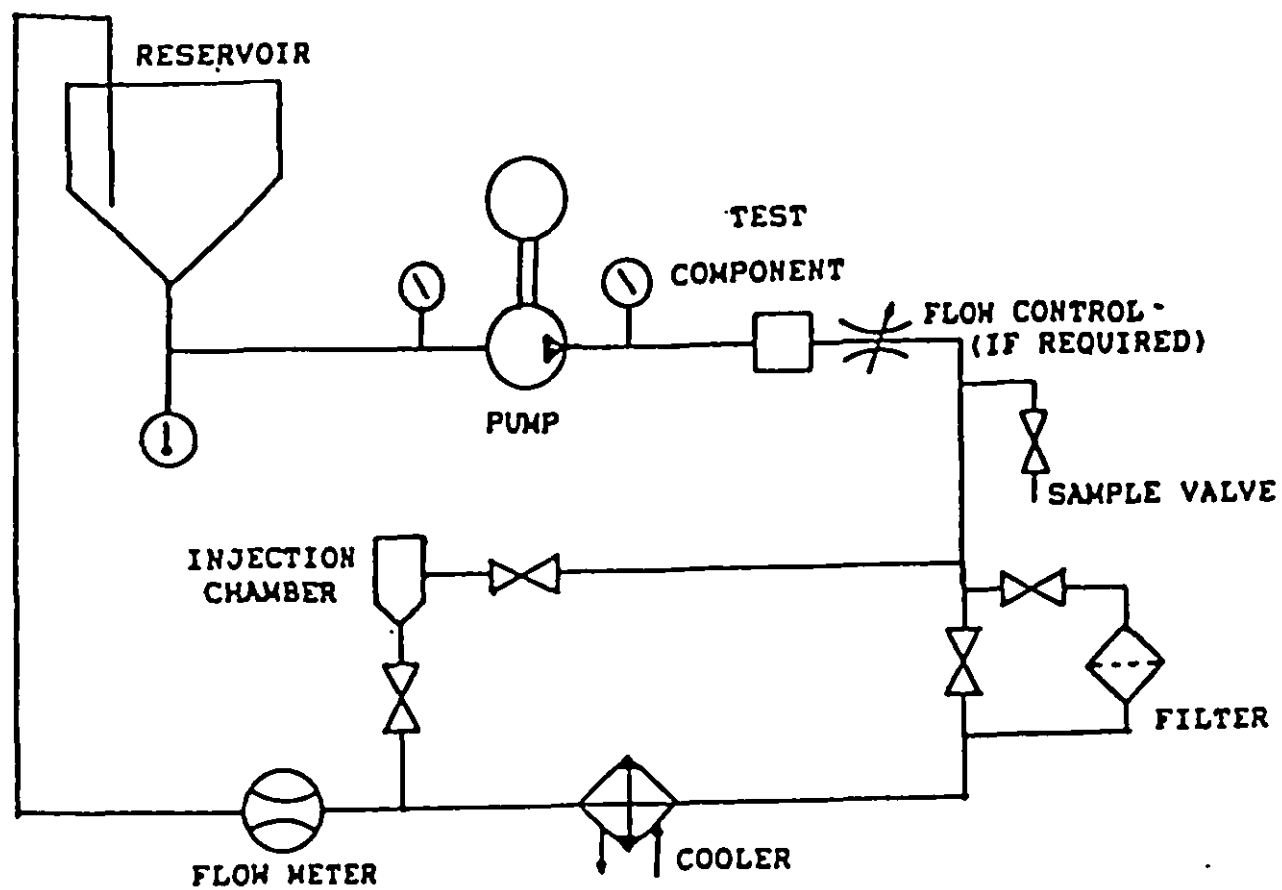 RESERVOIR
TEST
COMPONENT
FLOW CONTROL-
(IF REQUIRED)
PUMP
SAMPLE VALVE
INJECTION
CHAMBER
FILTER
COOLER
FLOW METER